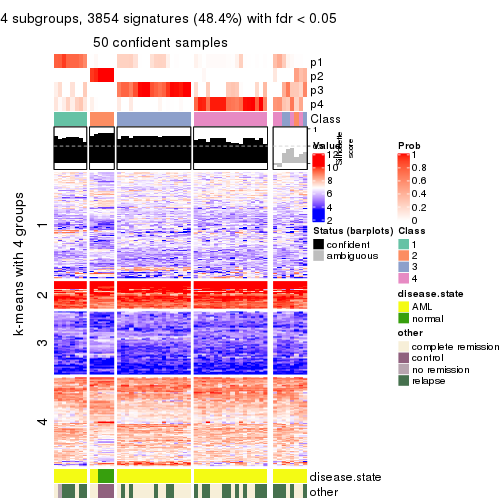 4 subgroups, 3854 signatures (48.4%) with fdr < 0.05
50 confident samples
p1
p2
p3
p4
Class
1
Silhouette
score
k-means with 4 groups
1
2
3
4
disease.state
other
Value
10
8
6
4
2
Status (barplots)
confident
ambiguous
Prob
1
0.8
0.6
0.4
0.2
0
Class
1
2
3
4
disease.state
AML
normal
other
complete remission
control
no remission
relapse